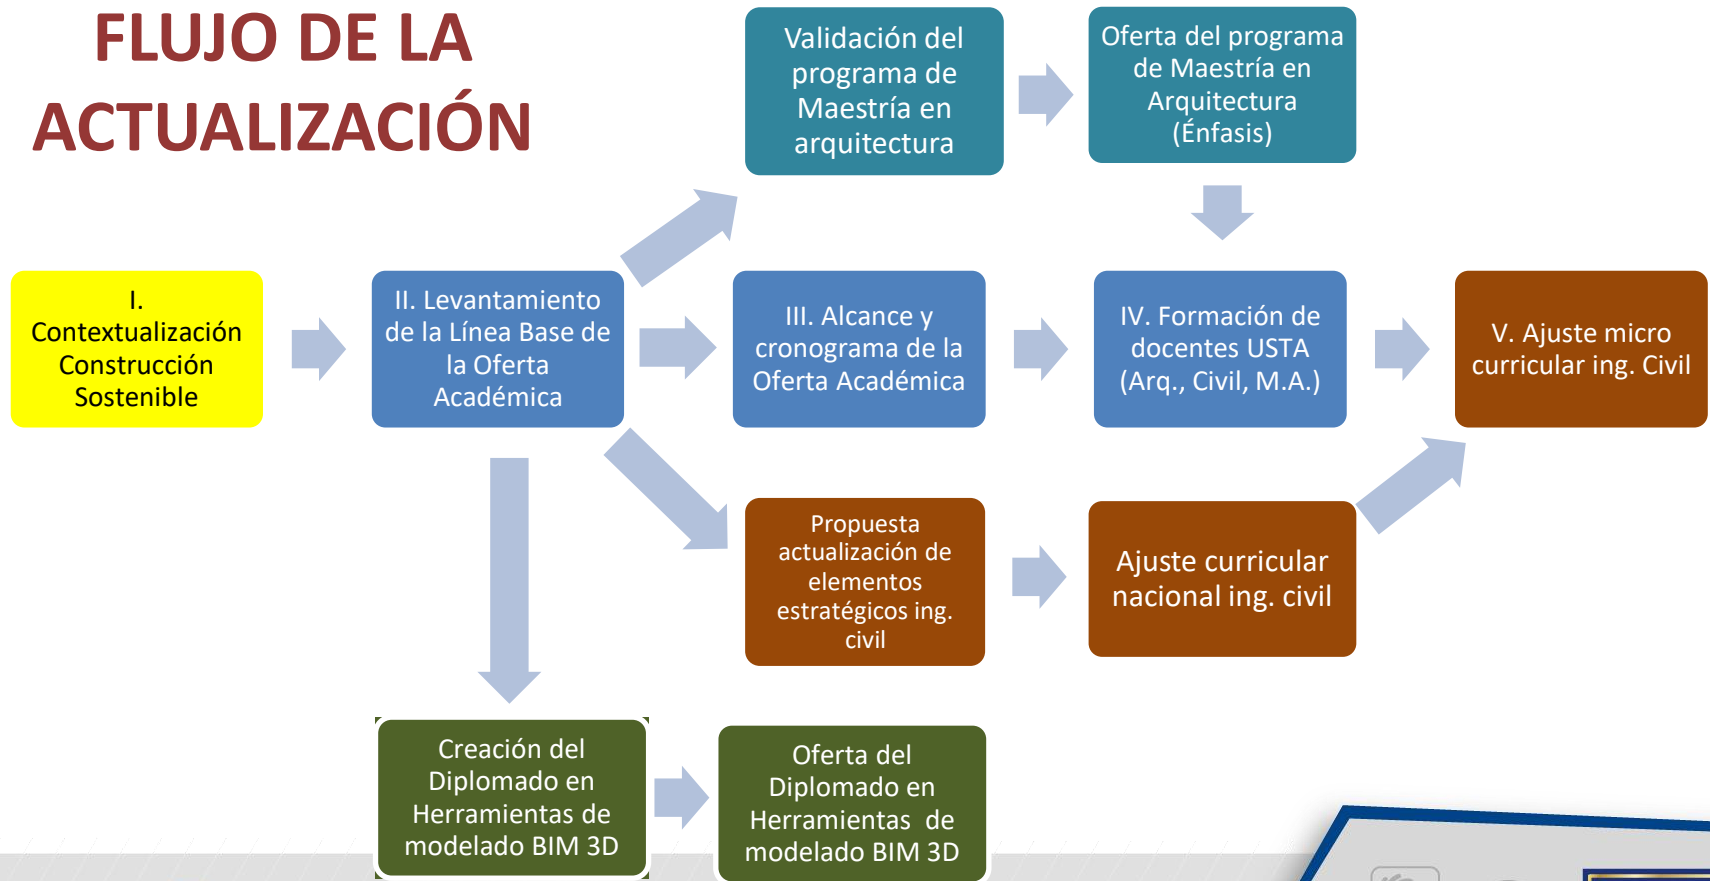 FLUJO DE LA
ACTUALIZACIÓN
Validación del
programa de
Maestría en
arquitectura
Oferta del programa
de Maestría en
Arquitectura
(Énfasis)
I.
Contextualización
Construcción
Sostenible
II. Levantamiento
de la Línea Base de
la Oferta
Académica
III. Alcance y
cronograma de la
Oferta Académica
IV. Formación de
docentes USTA
(Arq., Civil, M.A.)
V. Ajuste micro
curricular ing. Civil
Propuesta
actualización de
elementos
estratégicos ing.
civil
Ajuste curricular
nacional ing. civil
Creación del
Diplomado en
Herramientas de
modelado BIM 3D
Oferta del
Diplomado en
Herramientas de
modelado BIM 3D